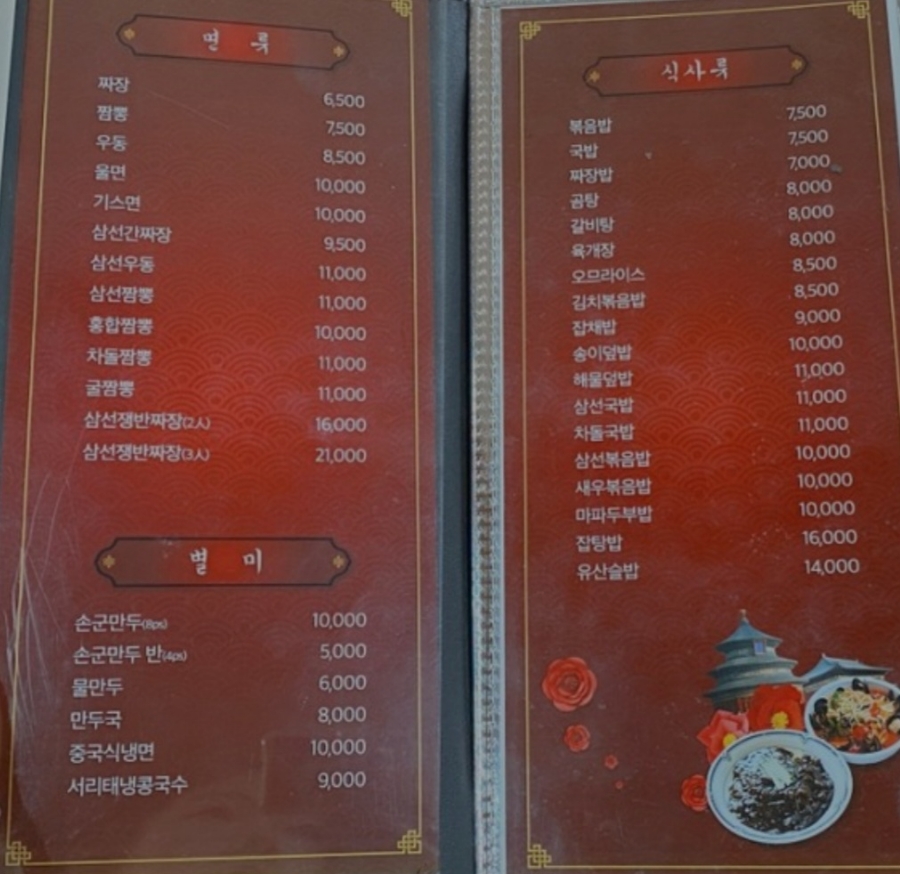 면 류
짜장 6,500
짬뽕 7,500
우동 8,500
울면 10,000
기스면 10,000
삼선간짜장 9,500
삼선우동 11,000
삼선짬뽕 11,000
홍합짬뽕 10,000
차돌짬뽕 11,000
굴짬뽕 11,000
삼선쟁반짜장(2人) 16,000
삼선쟁반짜장(3人) 21,000
별 미
손군만두(8ps) 10,000
손군만두 반(4ps) 5,000
물만두 6,000
만두국 8,000
중국식냉면 10,000
서리태냉콩국수 9,000
식사류
볶음밥 7,500
국밥 7,500
짜장밥 7,000
곰탕 8,000
갈비탕 8,000
육개장 8,000
오므라이스 8,500
김치볶음밥 8,500
잡채밥 9,000
송이덮밥 10,000
해물덮밥 11,000
삼선국밥 11,000
차돌국밥 11,000
삼선볶음밥 10,000
새우볶음밥 10,000
마파두부밥 10,000
잡탕밥 16,000
유산슬밥 14,000